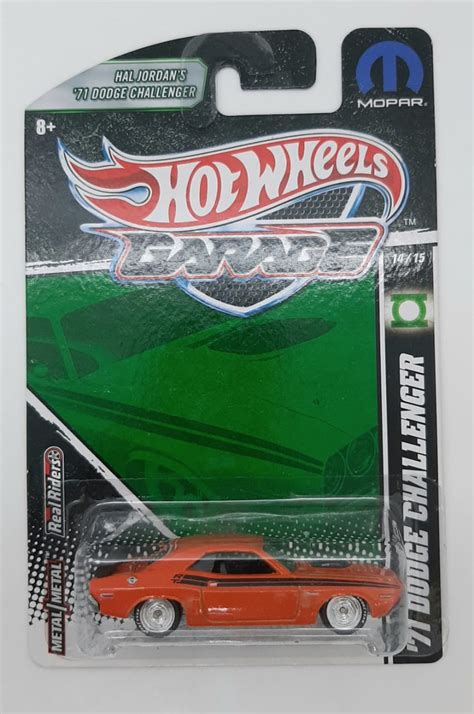 HAL JORDAN'S
'71 DODGE CHALLENGER
8+
MOPAR
HOT WHEELS
TM
GARAGE
14/15
'71 DODGE CHALLENGER
Real Riders
METAL/METAL